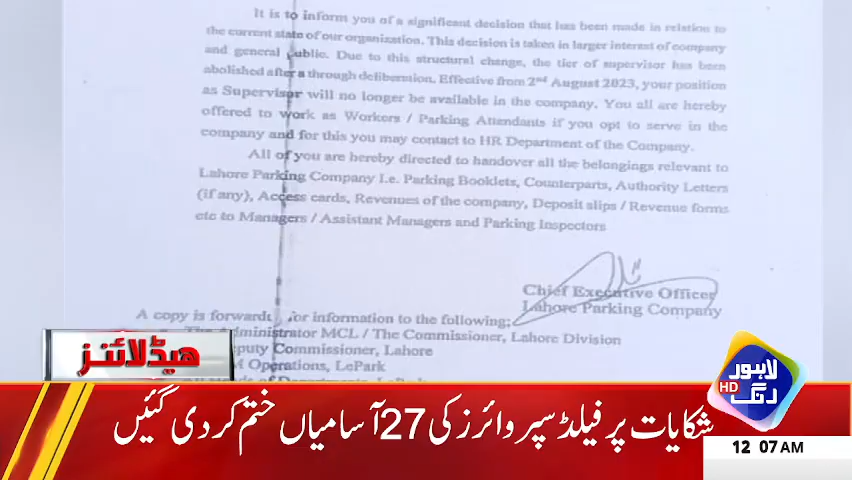 It is to inform you of a significant decision that has been made in relation to
the current state of our organization. This decision is taken in larger interest of company
and general public. Due to this structural change, the tier of supervisor has been
abolished after a through deliberation. Effective from 2nd August 2023, your position
as Supervisor will no longer be available in the company. You all are hereby
offered to work as Workers / Parking Attendants if you opt to serve in the
company and for this you may contact to HR Department of the Company.
All of you are hereby directed to handover all the belongings relevant to
Lahore Parking Company I.e. Parking Booklets, Counterparts, Authority Letters
(if any), Access cards, Revenues of the company, Deposit slips / Revenue forms
etc to Managers / Assistant Managers and Parking Inspectors
Chief Executive Officer
Lahore Parking Company
A copy is forwarded for information to the following;
The Administrator MCL / The Commissioner, Lahore Division
Deputy Commissioner, Lahore
Operations, LePark
ہیڈلائنز
لاہور
رنگ
HD
شکایات پر فیلڈ سپروائرز کی 27 آسامیاں ختم کر دی گئیں
12 07 AM